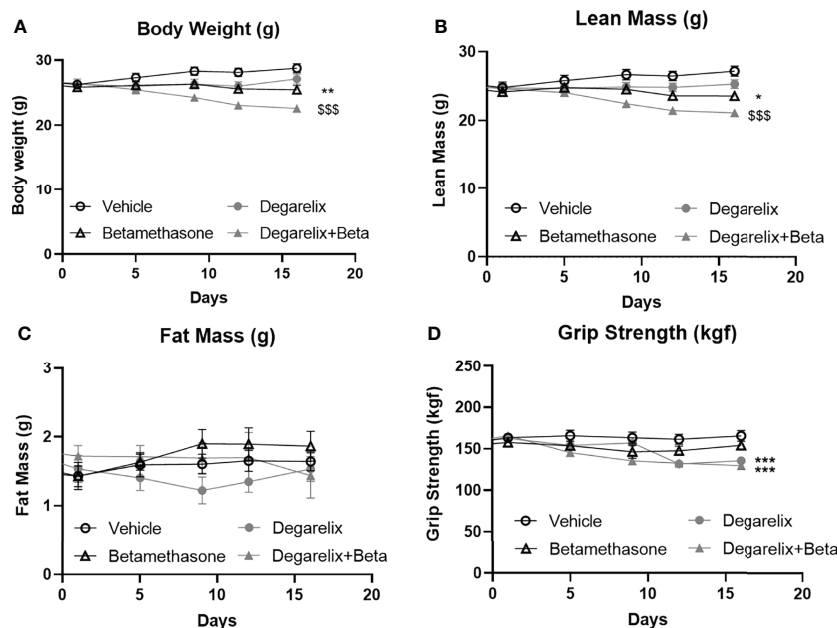 A
Body Weight (g)
30
20
10
0
Body weight (g)
**
$$$
Vehicle
Degarelix
Betamethasone
Degarelix+Beta
0 5 10 15 20
Days
B
Lean Mass (g)
30
20
10
0
Lean Mass (g)
*
$$$
Vehicle
Degarelix
Betamethasone
Degarelix+Beta
0 5 10 15 20
Days
C
Fat Mass (g)
3
2
1
0
Fat Mass (g)
Vehicle
Degarelix
Betamethasone
Degarelix+Beta
0 5 10 15 20
Days
D
Grip Strength (kgf)
250
200
150
100
50
0
Grip Strength (kgf)
***
***
Vehicle
Degarelix
Betamethasone
Degarelix+Beta
0 5 10 15 20
Days